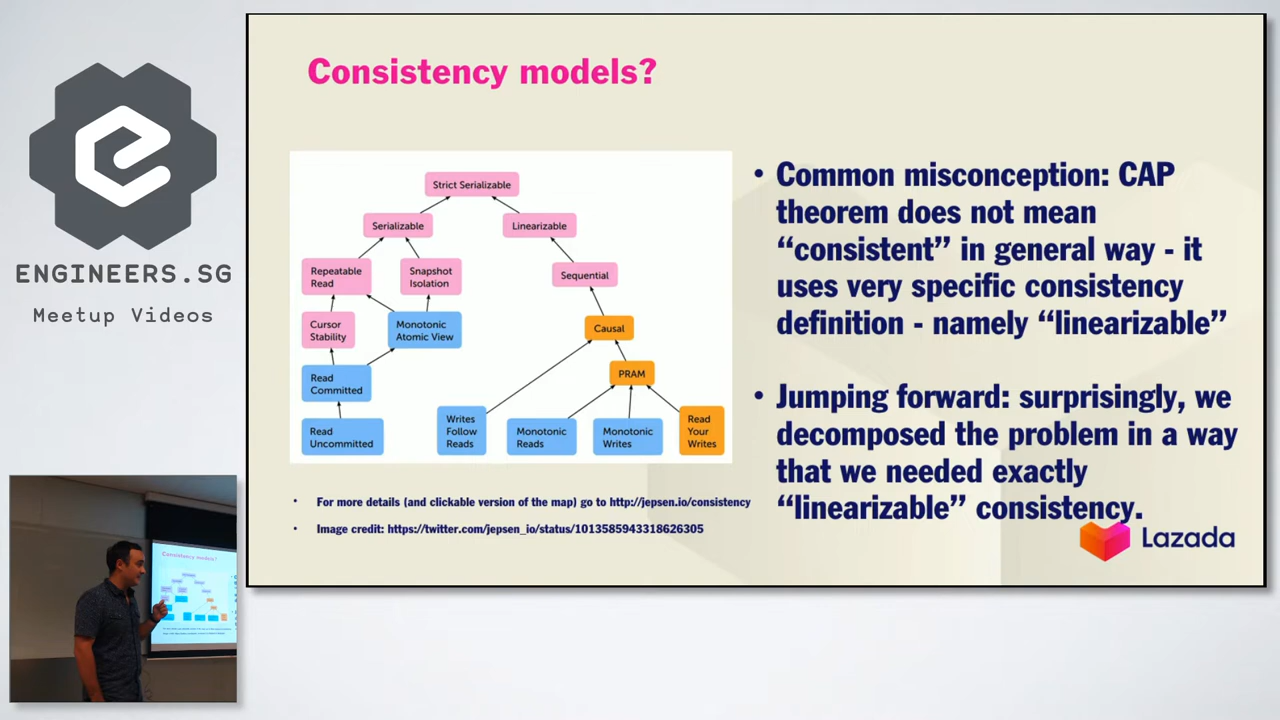 ENGINEERS.SG
Meetup Videos
Consistency models?
Strict Serializable
Serializable
Linearizable
Repeatable
Read
Snapshot
Isolation
Sequential
Cursor
Stability
Monotonic
Atomic View
Causal
Read
Committed
PRAM
Read
Uncommitted
Writes
Follow
Reads
Monotonic
Reads
Monotonic
Writes
Read
Your
Writes
• For more details (and clickable version of the map) go to http://jepsen.io/consistency
• Image credit: https://twitter.com/jepsen_io/status/1013585943318626305
• Common misconception: CAP
theorem does not mean
“consistent” in general way - it
uses very specific consistency
definition - namely “linearizable”
• Jumping forward: surprisingly, we
decomposed the problem in a way
that we needed exactly
“linearizable” consistency.
Lazada
Consistency models?